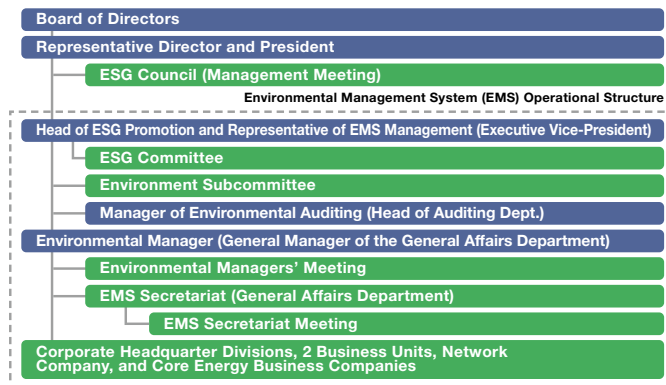 Board of Directors
Representative Director and President
ESG Council (Management Meeting)
Environmental Management System (EMS) Operational Structure
Head of ESG Promotion and Representative of EMS Management (Executive Vice-President)
ESG Committee
Environment Subcommittee
Manager of Environmental Auditing (Head of Auditing Dept.)
Environmental Manager (General Manager of the General Affairs Department)
Environmental Managers’ Meeting
EMS Secretariat (General Affairs Department)
EMS Secretariat Meeting
Corporate Headquarter Divisions, 2 Business Units, Network
Company, and Core Energy Business Companies